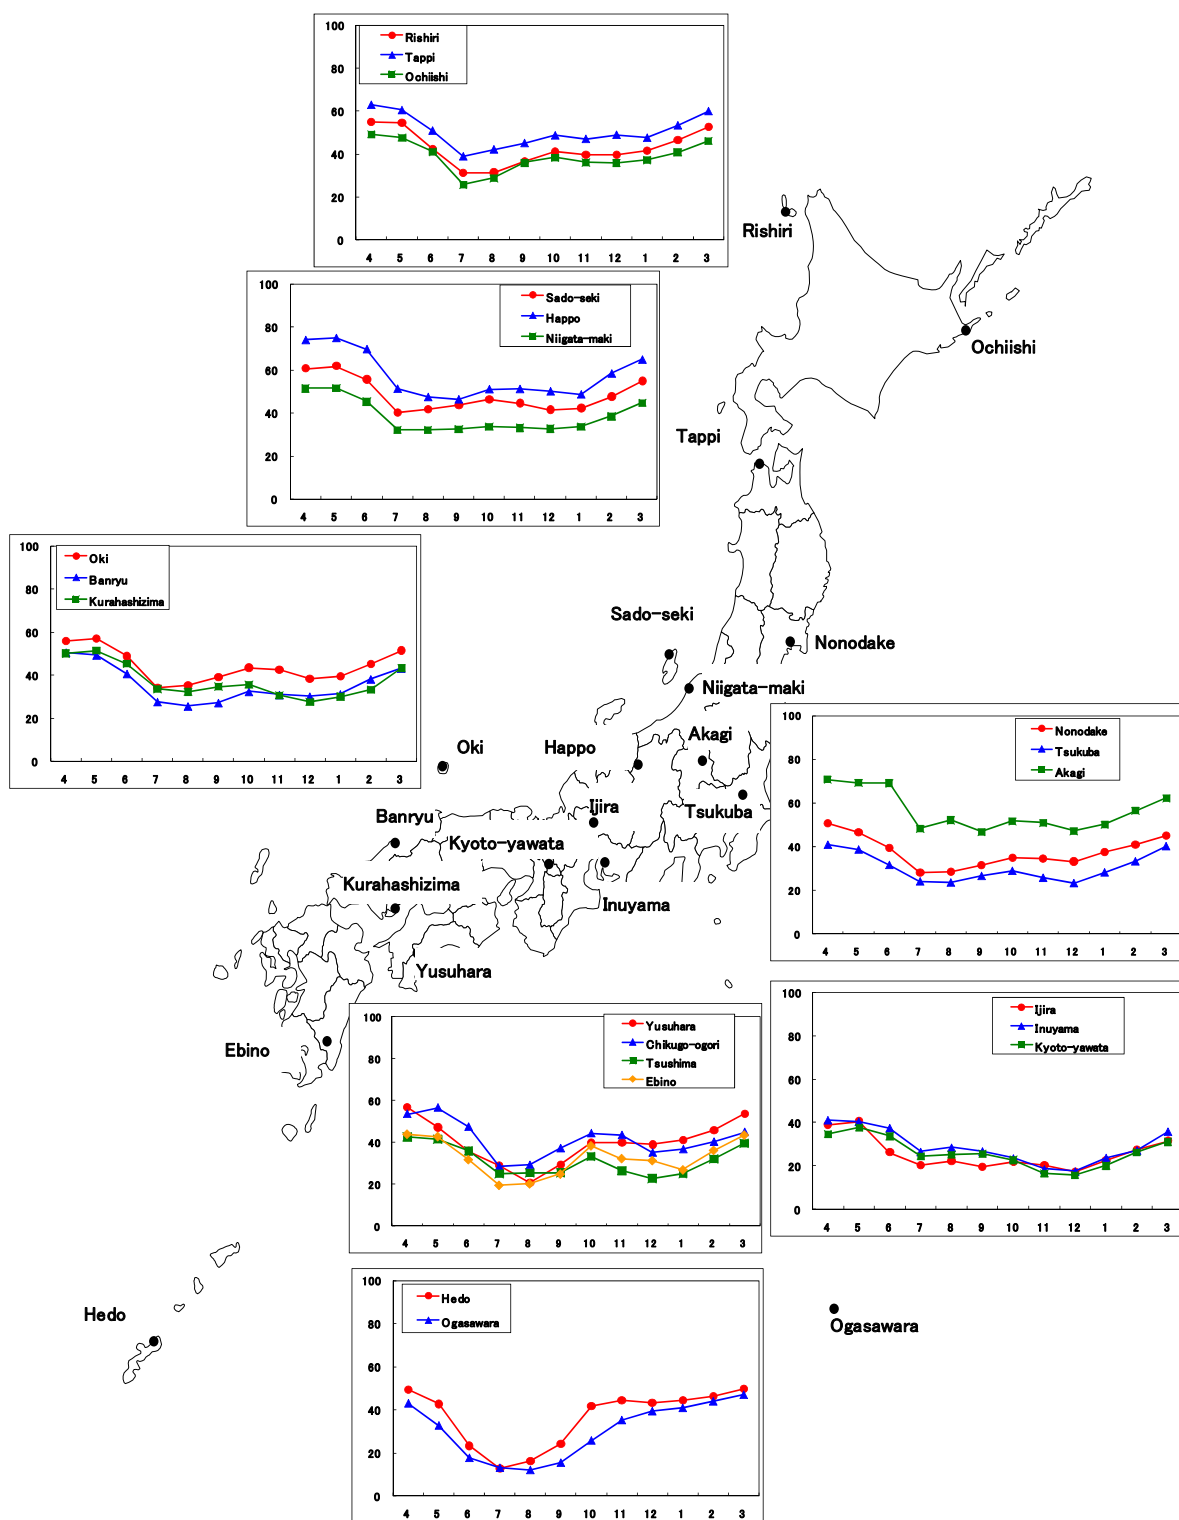 100
80
60
40
20
0
Rishiri
Tappi
Ochiishi
4 5 6 7 8 9 10 11 12 1 2 3
100
80
60
40
20
0
Sado-seki
Happo
Niigata-maki
4 5 6 7 8 9 10 11 12 1 2 3
100
80
60
40
20
0
Oki
Banryu
Kurahashizima
4 5 6 7 8 9 10 11 12 1 2 3
Rishiri
Ochiishi
Tappi
Sado-seki
Nonodake
Niigata-maki
Akagi
Happo
Oki
Tsukuba
Ijira
Banryu
Kyoto-yawata
Kurahashizima
Inuyama
Yusuhara
Ebino
Hedo
Ogasawara
100
80
60
40
20
0
Nonodake
Tsukuba
Akagi
4 5 6 7 8 9 10 11 12 1 2 3
100
80
60
40
20
0
Ijira
Inuyama
Kyoto-yawata
4 5 6 7 8 9 10 11 12 1 2 3
100
80
60
40
20
0
Yusuhara
Chikugo-ogori
Tsushima
Ebino
4 5 6 7 8 9 10 11 12 1 2 3
100
80
60
40
20
0
Hedo
Ogasawara
4 5 6 7 8 9 10 11 12 1 2 3